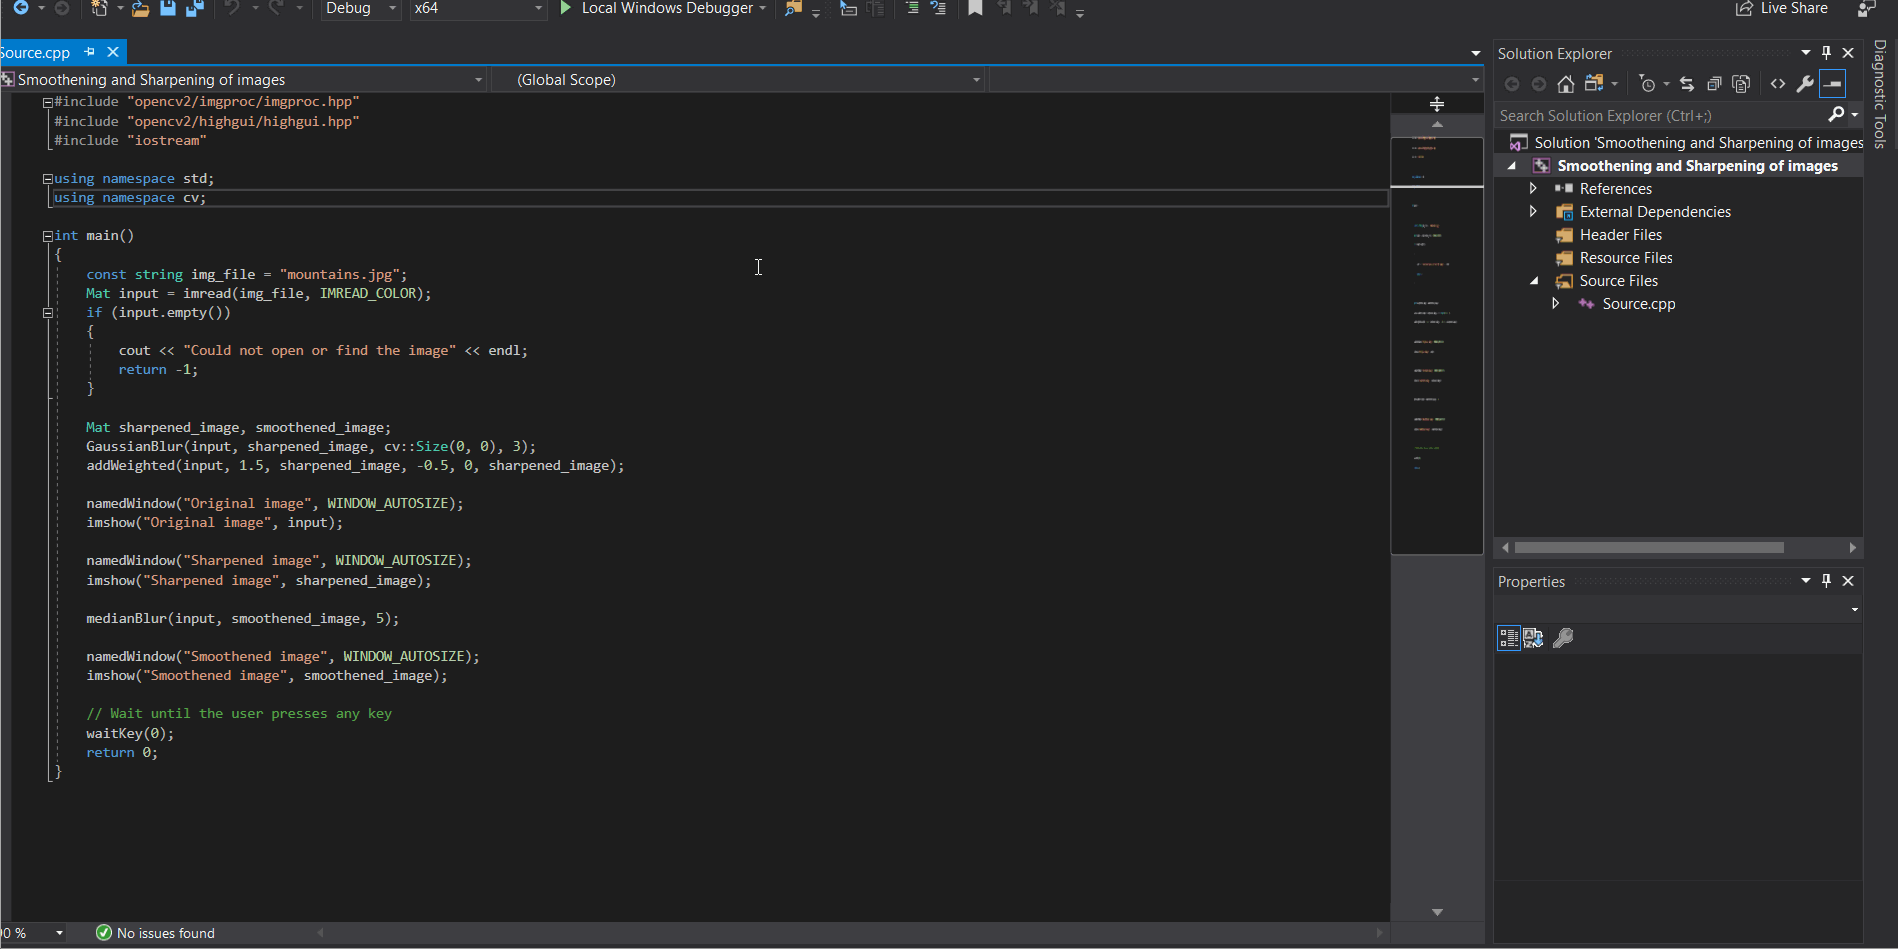 Debug x64 Local Windows Debugger Live Share
Source.cpp
Smoothening and Sharpening of images (Global Scope)
#include "opencv2/imgproc/imgproc.hpp"
#include "opencv2/highgui/highgui.hpp"
#include "iostream"
using namespace std;
using namespace cv;
int main()
{
const string img_file = "mountains.jpg";
Mat input = imread(img_file, IMREAD_COLOR);
if (input.empty())
{
cout << "Could not open or find the image" << endl;
return -1;
}
Mat sharpened_image, smoothened_image;
GaussianBlur(input, sharpened_image, cv::Size(0, 0), 3);
addWeighted(input, 1.5, sharpened_image, -0.5, 0, sharpened_image);
namedWindow("Original image", WINDOW_AUTOSIZE);
imshow("Original image", input);
namedWindow("Sharpened image", WINDOW_AUTOSIZE);
imshow("Sharpened image", sharpened_image);
medianBlur(input, smoothened_image, 5);
namedWindow("Smoothened image", WINDOW_AUTOSIZE);
imshow("Smoothened image", smoothened_image);
// Wait until the user presses any key
waitKey(0);
return 0;
}
No issues found
Solution Explorer
Search Solution Explorer (Ctrl+;)
Solution 'Smoothening and Sharpening of images
Smoothening and Sharpening of images
References
External Dependencies
Header Files
Resource Files
Source Files
Source.cpp
Properties
Diagnostic Tools